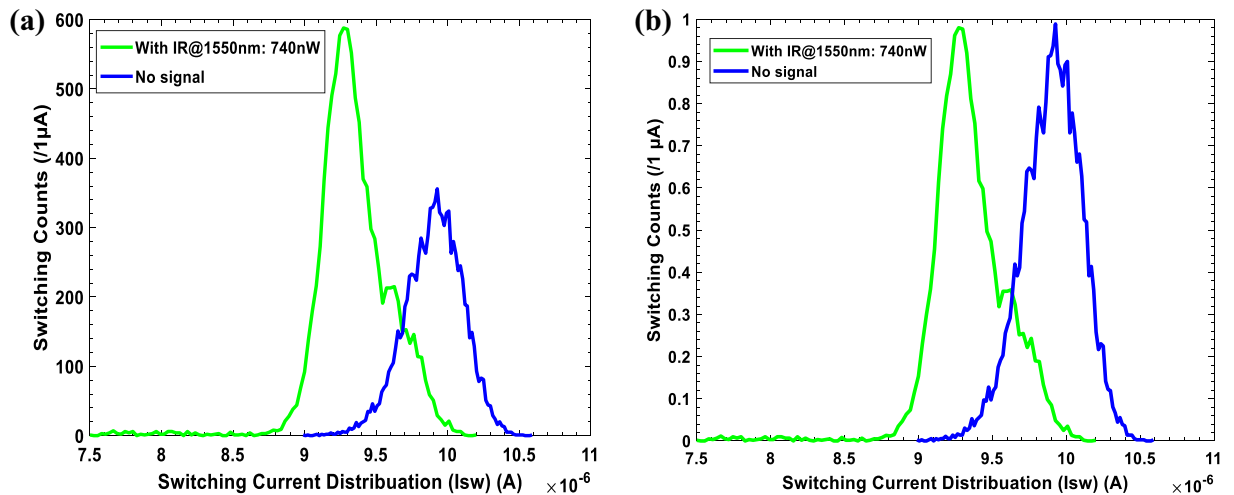 (a)
600
500
400
300
200
100
0
Switching Counts (/1µA)
With IR@1550nm: 740nW
No signal
7.5 8 8.5 9 9.5 10 10.5 11
Switching Current Distribuation (Isw) (A) ×10-6
(b)
1
0.9
0.8
0.7
0.6
0.5
0.4
0.3
0.2
0.1
0
Switching Counts (/1 µA)
With IR@1550nm: 740nW
No signal
7.5 8 8.5 9 9.5 10 10.5 11
Switching Current Distribuation (Isw) (A) ×10-6